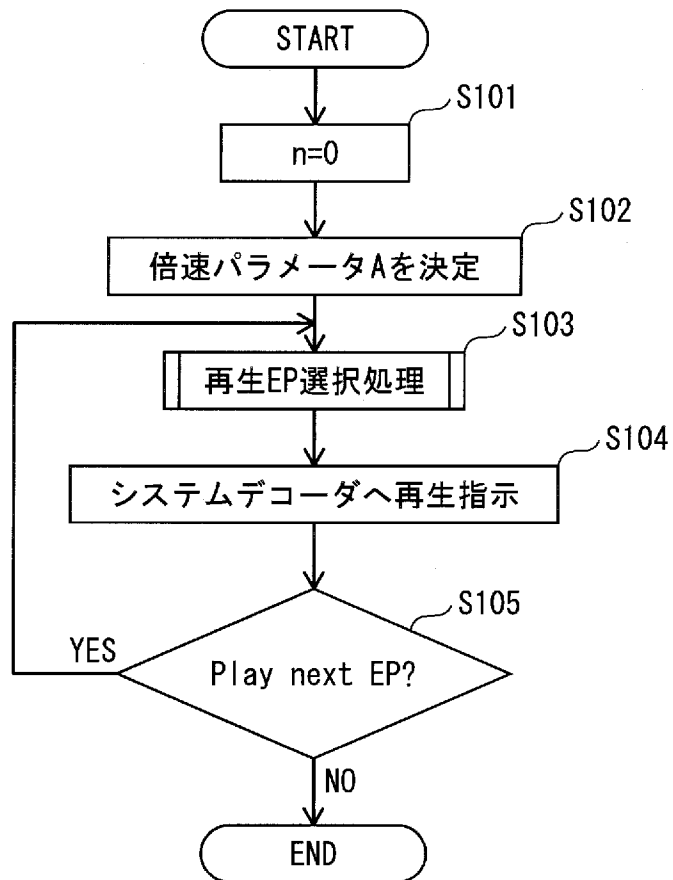 START
S101
n=0
S102
倍速パラメータAを決定
S103
再生EP選択処理
S104
システムデコーダへ再生指示
S105
YES
Play next EP?
NO
END